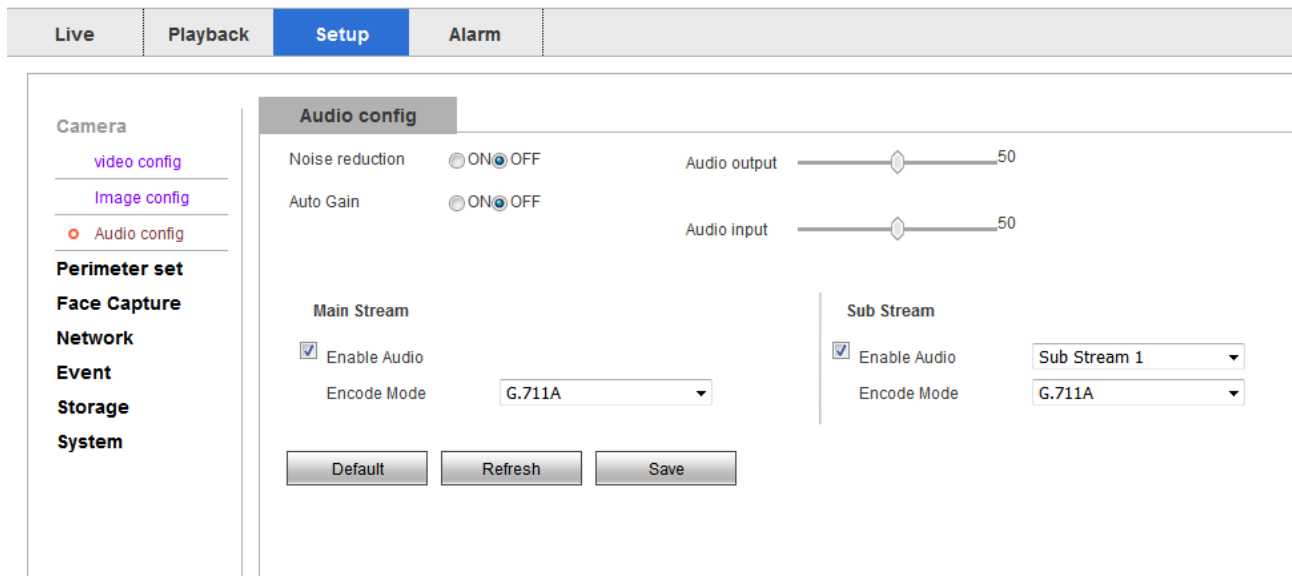 Live Playback Setup Alarm
Camera
video config
Image config
Audio config
Perimeter set
Face Capture
Network
Event
Storage
System
Audio config
Noise reduction ON OFF
Auto Gain ON OFF
Audio output 50
Audio input 50
Main Stream
Enable Audio
Encode Mode G.711A
Sub Stream
Enable Audio Sub Stream 1
Encode Mode G.711A
Default Refresh Save